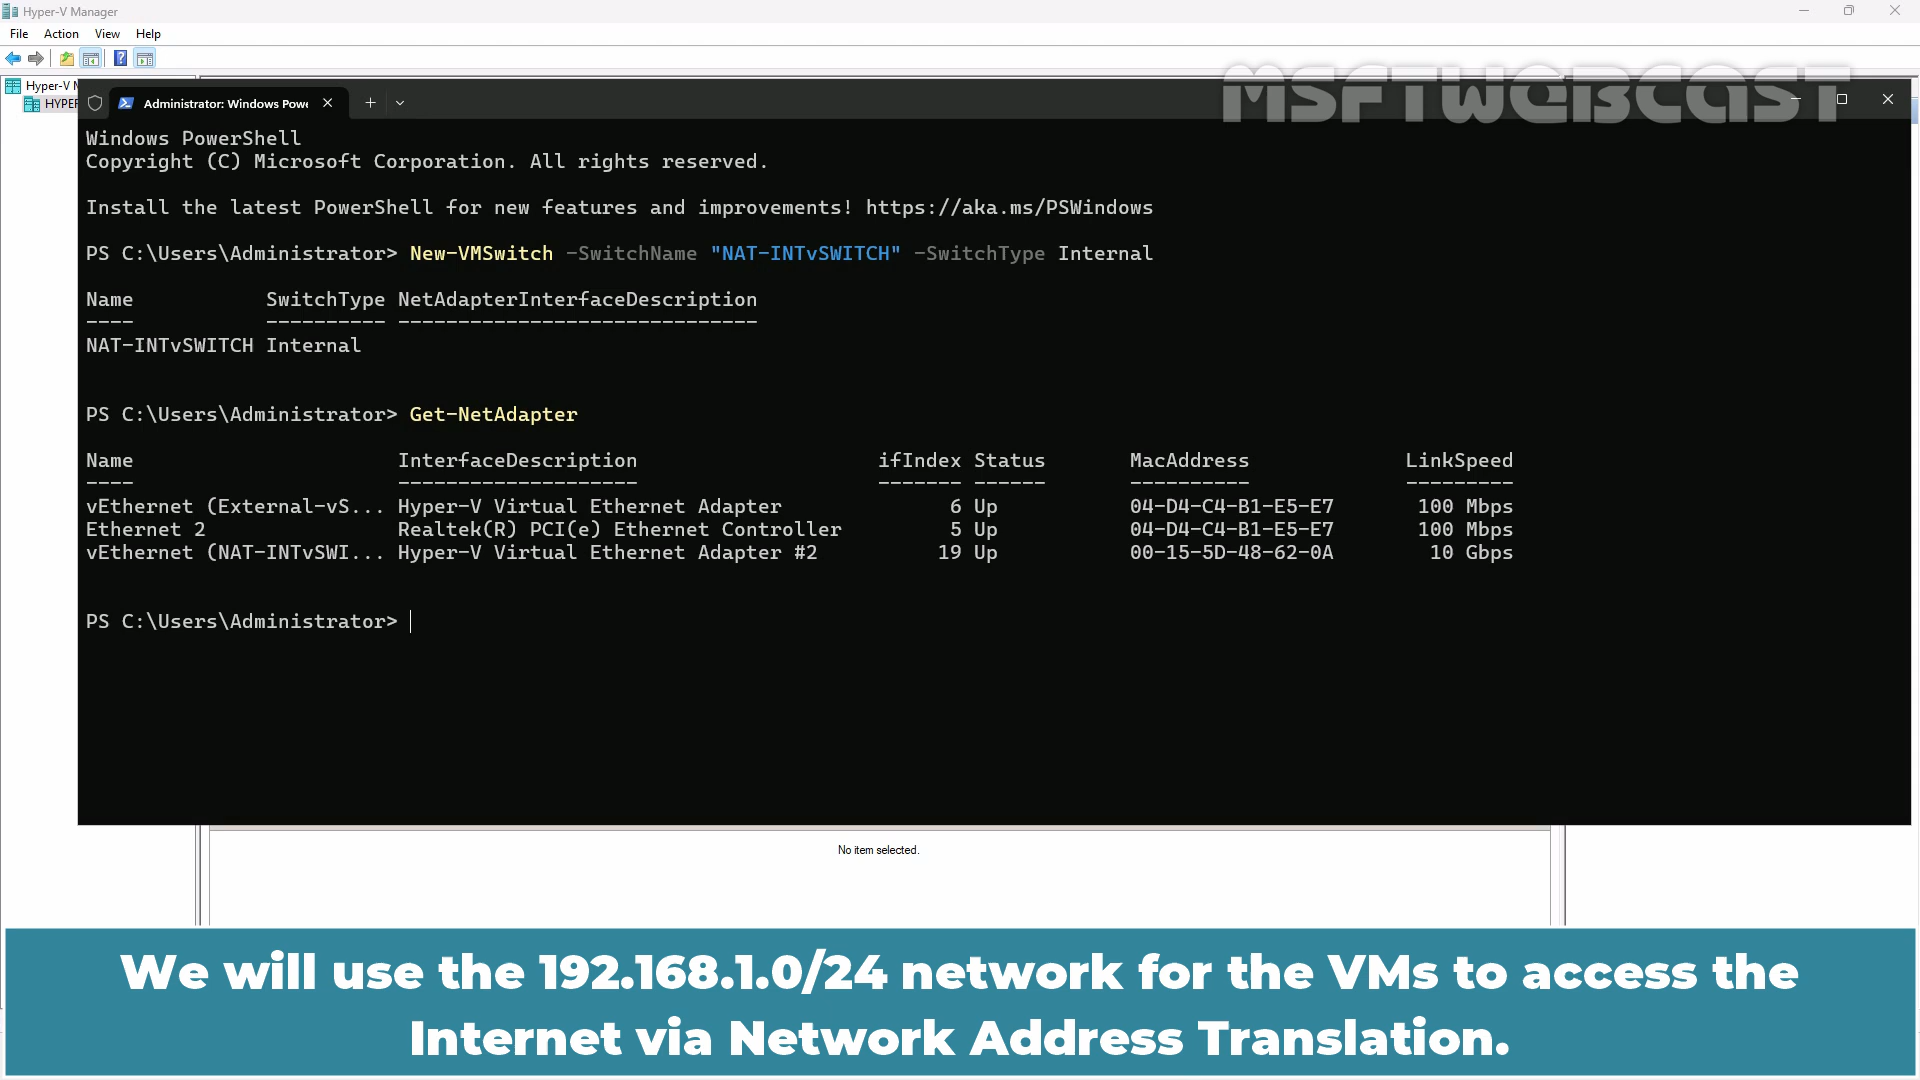 Hyper-V Manager
File Action View Help
Hyper-V M
HYPER
MSFTWEBCAST
Administrator: Windows Powe
Windows PowerShell
Copyright (C) Microsoft Corporation. All rights reserved.
Install the latest PowerShell for new features and improvements! https://aka.ms/PSWindows
PS C:\Users\Administrator> New-VMSwitch -SwitchName "NAT-INTvSWITCH" -SwitchType Internal
Name SwitchType NetAdapterInterfaceDescription
---- ---------- ------------------------------
NAT-INTvSWITCH Internal
PS C:\Users\Administrator> Get-NetAdapter
Name InterfaceDescription ifIndex Status MacAddress LinkSpeed
---- -------------------- ------- ------ ---------- ---------
vEthernet (External-vS... Hyper-V Virtual Ethernet Adapter 6 Up 04-D4-C4-B1-E5-E7 100 Mbps
Ethernet 2 Realtek(R) PCI(e) Ethernet Controller 5 Up 04-D4-C4-B1-E5-E7 100 Mbps
vEthernet (NAT-INTvSWI... Hyper-V Virtual Ethernet Adapter #2 19 Up 00-15-5D-48-62-0A 10 Gbps
PS C:\Users\Administrator>
No item selected.
We will use the 192.168.1.0/24 network for the VMs to access the
Internet via Network Address Translation.